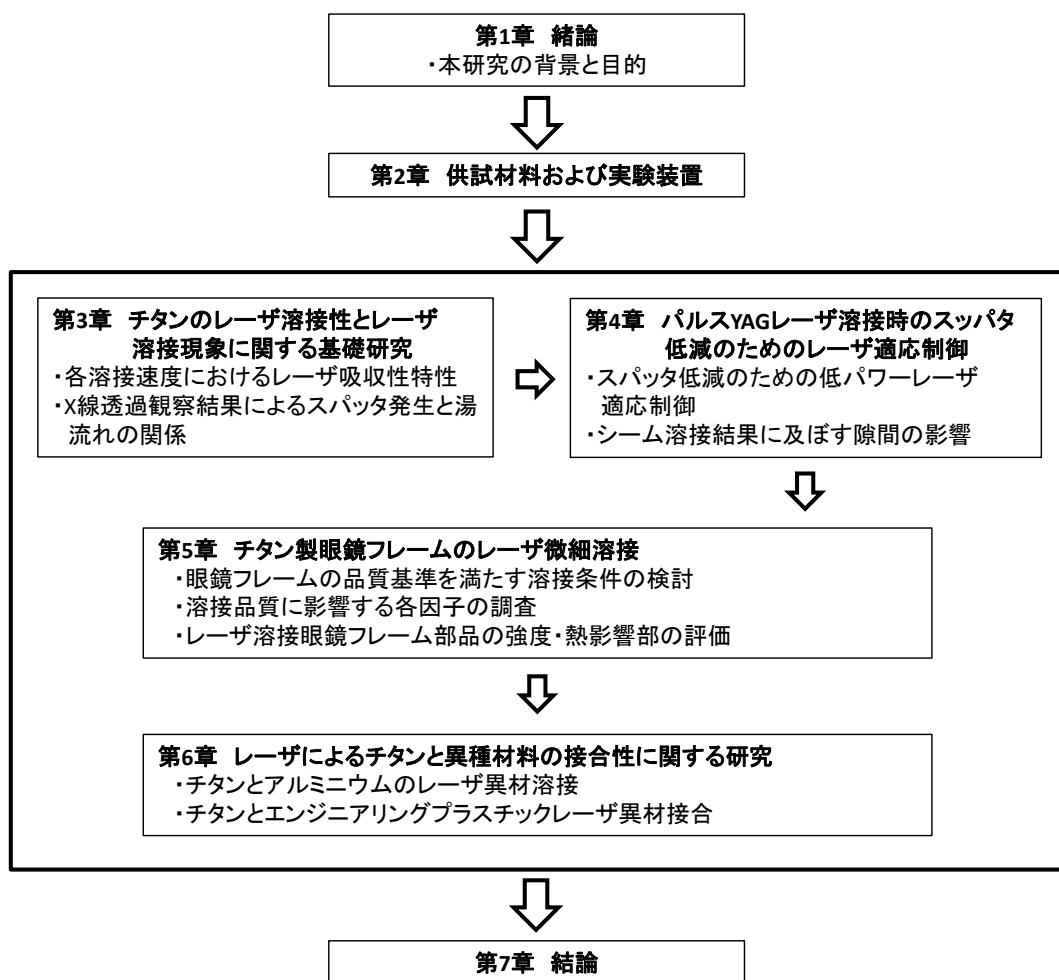 第1章 緒論
・本研究の背景と目的
第2章 供試材料および実験装置
第3章 チタンのレーザ溶接性とレーザ
溶接現象に関する基礎研究
・各溶接速度におけるレーザ吸収性特性
・X線透過観察結果によるスパッタ発生と湯
流れの関係
第4章 パルスYAGレーザ溶接時のスッパタ
低減のためのレーザ適応制御
・スパッタ低減のための低パワーレーザ
適応制御
・シーム溶接結果に及ぼす隙間の影響
第5章 チタン製眼鏡フレームのレーザ微細溶接
・眼鏡フレームの品質基準を満たす溶接条件の検討
・溶接品質に影響する各因子の調査
・レーザ溶接眼鏡フレーム部品の強度・熱影響部の評価
第6章 レーザによるチタンと異種材料の接合性に関する研究
・チタンとアルミニウムのレーザ異材溶接
・チタンとエンジニアリングプラスチックレーザ異材接合
第7章 結論